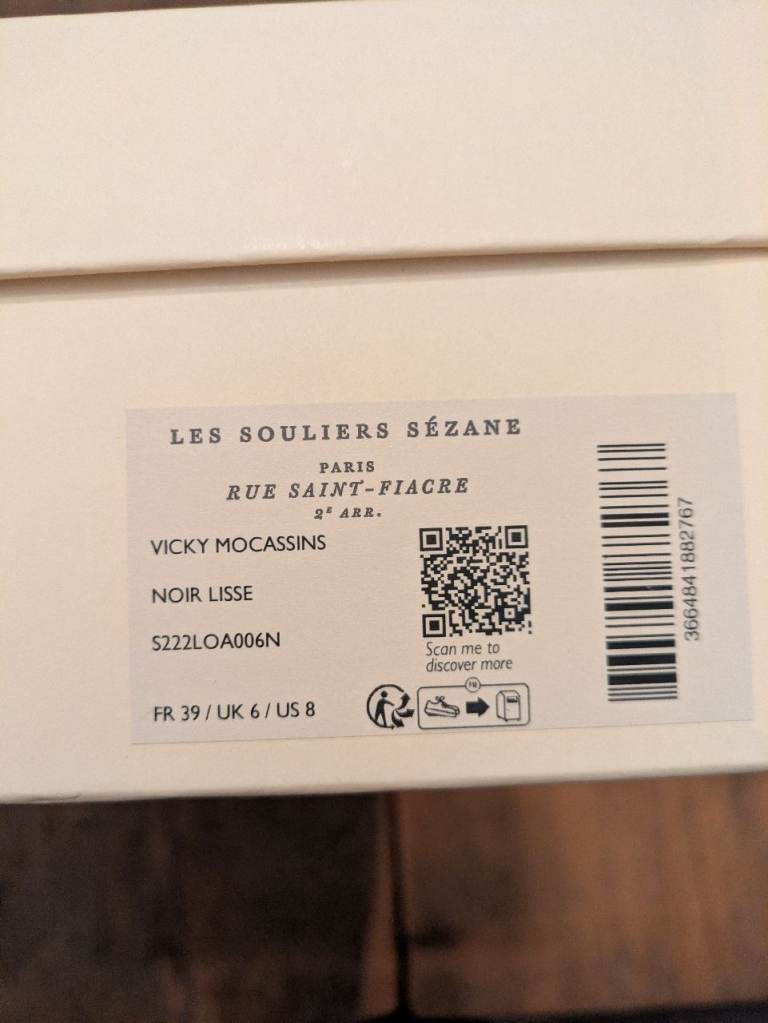 LES SOULIERS SÉZANE
PARIS
RUE SAINT-FIACRE
2E ARR.
VICKY MOCASSINS
NOIR LISSE
S222LOA006N
FR 39 / UK 6 / US 8
Scan me to
discover more
FR
3664841882767